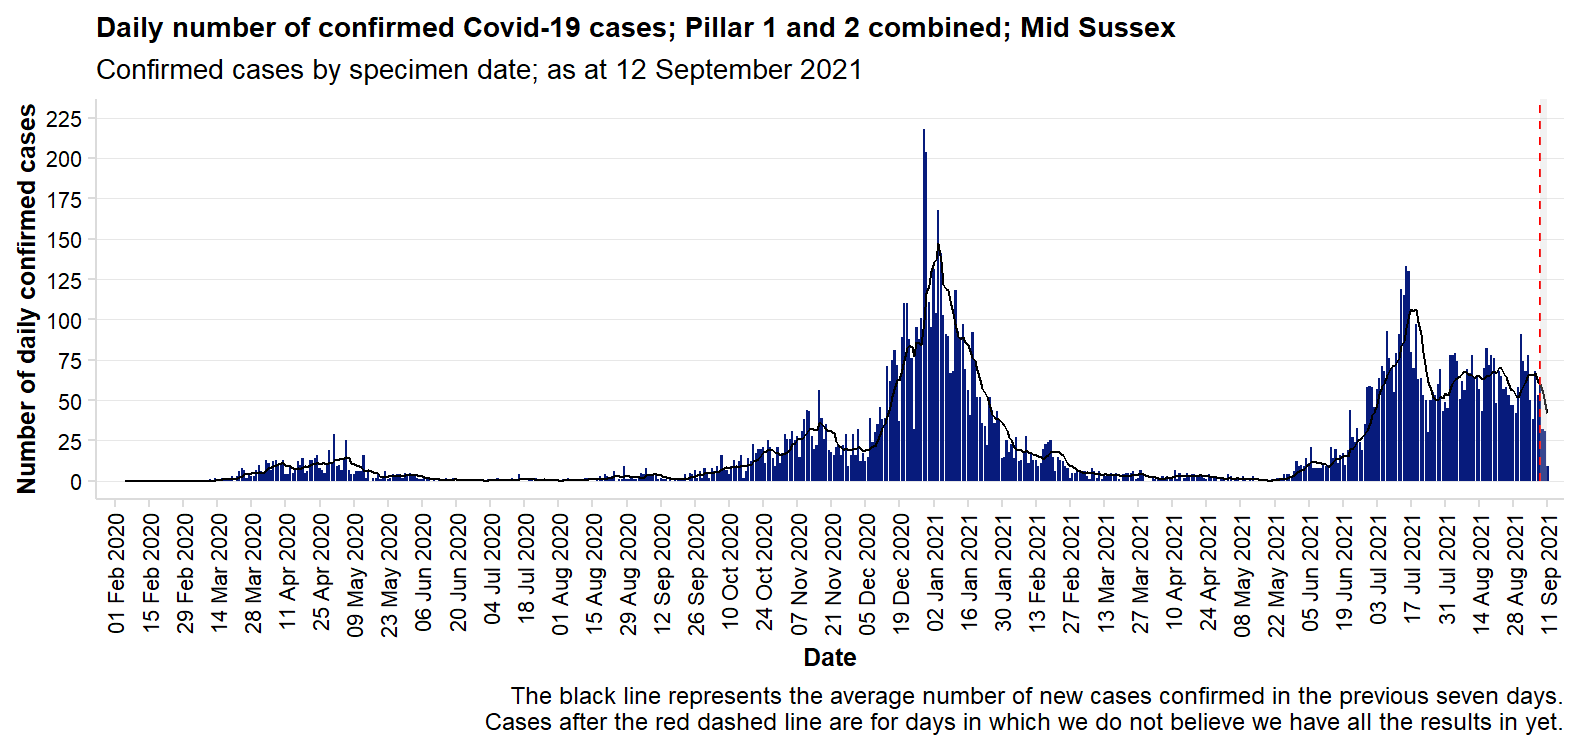 Daily number of confirmed Covid-19 cases; Pillar 1 and 2 combined; Mid Sussex
Confirmed cases by specimen date; as at 12 September 2021
Number of daily confirmed cases
225
200
175
150
125
100
75
50
25
0
01 Feb 2020
15 Feb 2020
29 Feb 2020
14 Mar 2020
28 Mar 2020
11 Apr 2020
25 Apr 2020
09 May 2020
23 May 2020
06 Jun 2020
20 Jun 2020
04 Jul 2020
18 Jul 2020
01 Aug 2020
15 Aug 2020
29 Aug 2020
12 Sep 2020
26 Sep 2020
10 Oct 2020
24 Oct 2020
07 Nov 2020
21 Nov 2020
05 Dec 2020
19 Dec 2020
02 Jan 2021
16 Jan 2021
30 Jan 2021
13 Feb 2021
27 Feb 2021
13 Mar 2021
27 Mar 2021
10 Apr 2021
24 Apr 2021
08 May 2021
22 May 2021
05 Jun 2021
19 Jun 2021
03 Jul 2021
17 Jul 2021
31 Jul 2021
14 Aug 2021
28 Aug 2021
11 Sep 2021
Date
The black line represents the average number of new cases confirmed in the previous seven days.
Cases after the red dashed line are for days in which we do not believe we have all the results in yet.